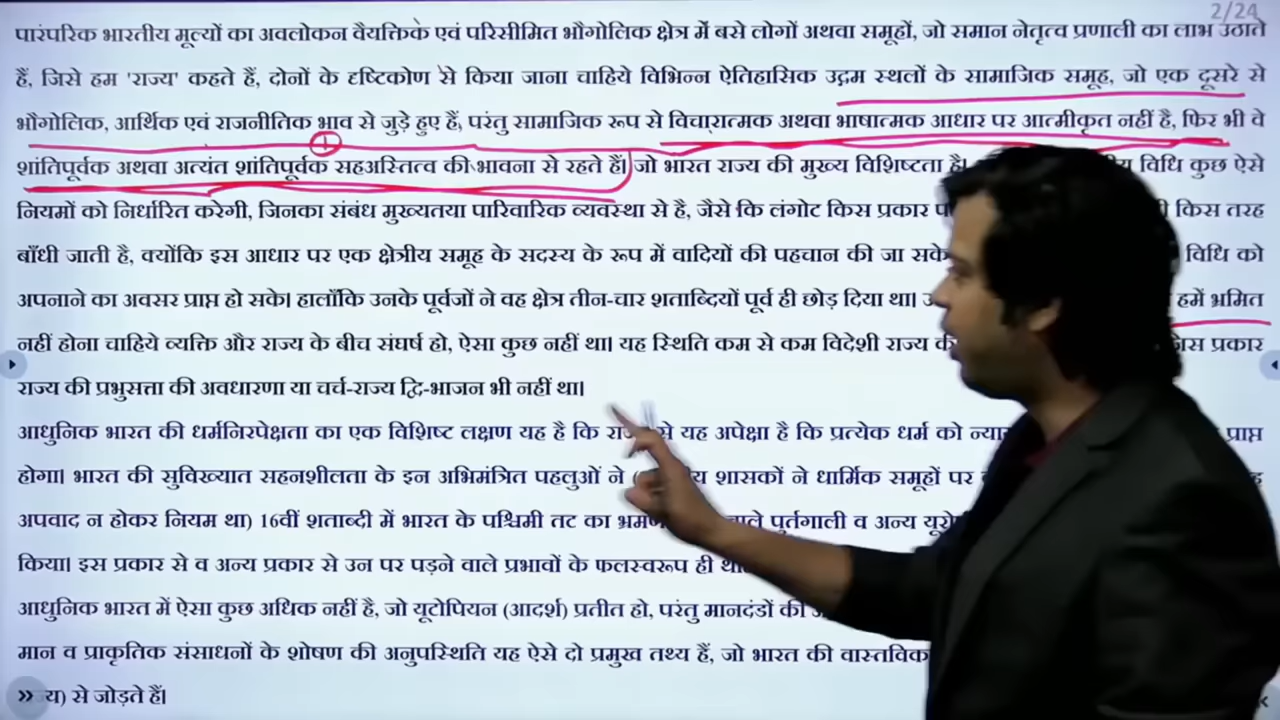 2/24
पारंपरिक भारतीय मूल्यों का अवलोकन वैयक्तिके एवं परिसीमित भौगोलिक क्षेत्र में बसे लोगों अथवा समूहों, जो समान नेतृत्व प्रणाली का लाभ उठाते
हैं, जिसे हम 'राज्य' कहते हैं, दोनों के दृष्टिकोण से किया जाना चाहिये विभिन्न ऐतिहासिक उद्गम स्थलों के सामाजिक समूह, जो एक दूसरे से
भौगोलिक, आर्थिक एवं राजनीतिक भाव से जुड़े हुए हैं, परंतु सामाजिक रूप से विचारात्मक अथवा भाषात्मक आधार पर आत्मीकृत नहीं है, फिर भी वे
1
शांतिपूर्वक अथवा अत्यंत शांतिपूर्वक सहअस्तित्व की भावना से रहते हैं। जो भारत राज्य की मुख्य विशिष्टता है। विधि कुछ ऐसे
नियमों को निर्धारित करेगी, जिनका संबंध मुख्यतया पारिवारिक व्यवस्था से है, जैसे कि लंगोट किस प्रकार किस तरह
बाँधी जाती है, क्योंकि इस आधार पर एक क्षेत्रीय समूह के सदस्य के रूप में वादियों की पहचान की जा सके विधि को
अपनाने का अवसर प्राप्त हो सके। हालाँकि उनके पूर्वजों ने वह क्षेत्र तीन-चार शताब्दियों पूर्व ही छोड़ दिया था। हमें भ्रमित
नहीं होना चाहिये व्यक्ति और राज्य के बीच संघर्ष हो, ऐसा कुछ नहीं था। यह स्थिति कम से कम विदेशी राज्य प्रकार
राज्य की प्रभुसत्ता की अवधारणा या चर्च-राज्य द्वि-भाजन भी नहीं था।
आधुनिक भारत की धर्मनिरपेक्षता का एक विशिष्ट लक्षण यह है कि से यह अपेक्षा है कि प्रत्येक धर्म को प्राप्त
होगा। भारत की सुविख्यात सहनशीलता के इन अभिमंत्रित पहलुओं ने शासकों ने धार्मिक समूहों पर
अपवाद न होकर नियम था) 16वीं शताब्दी में भारत के पश्चिमी तट का वाले पुर्तगाली व अन्य
किया। इस प्रकार से व अन्य प्रकार से उन पर पड़ने वाले प्रभावों के फलस्वरूप ही
आधुनिक भारत में ऐसा कुछ अधिक नहीं है, जो यूटोपियन (आदर्श) प्रतीत हो, परंतु मानदंडों की
मान व प्राकृतिक संसाधनों के शोषण की अनुपस्थिति यह ऐसे दो प्रमुख तथ्य हैं, जो भारत की वास्तविक
से जोड़ते हैं।